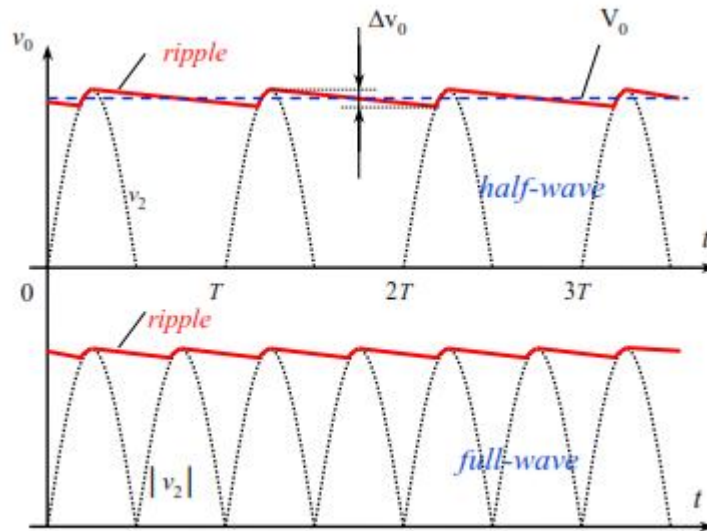 v₀
ripple
Δv₀
V₀
v₂
half-wave
t
0
T
2T
3T
ripple
|v₂|
full-wave